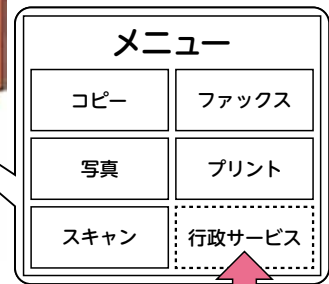 メニュー
コピー
ファックス
写真
プリント
スキャン
行政サービス